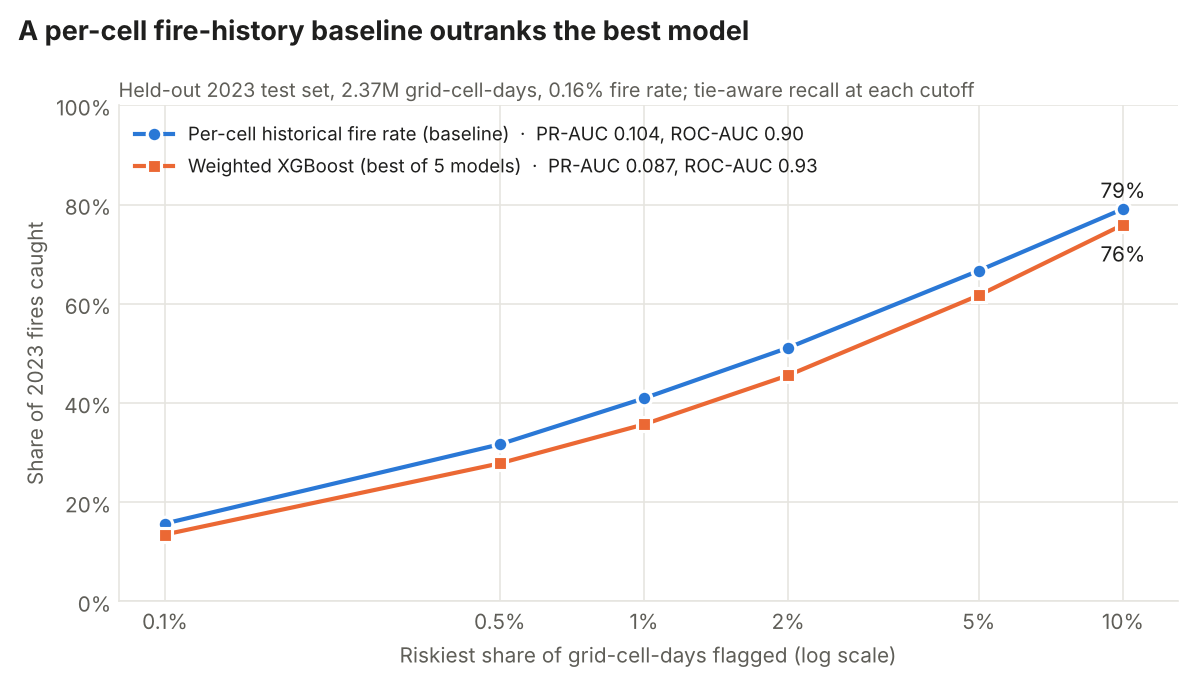 A per-cell fire-history baseline outranks the best model
Held-out 2023 test set, 2.37M grid-cell-days, 0.16% fire rate; tie-aware recall at each cutoff
100%
Per-cell historical fire rate (baseline) · PR-AUC 0.104, ROC-AUC 0.90
Weighted XGBoost (best of 5 models) · PR-AUC 0.087, ROC-AUC 0.93
79%
80%
76%
Share of 2023 fires caught
60%
40%
20%
0%
0.1% 0.5% 1% 2% 5% 10%
Riskiest share of grid-cell-days flagged (log scale)